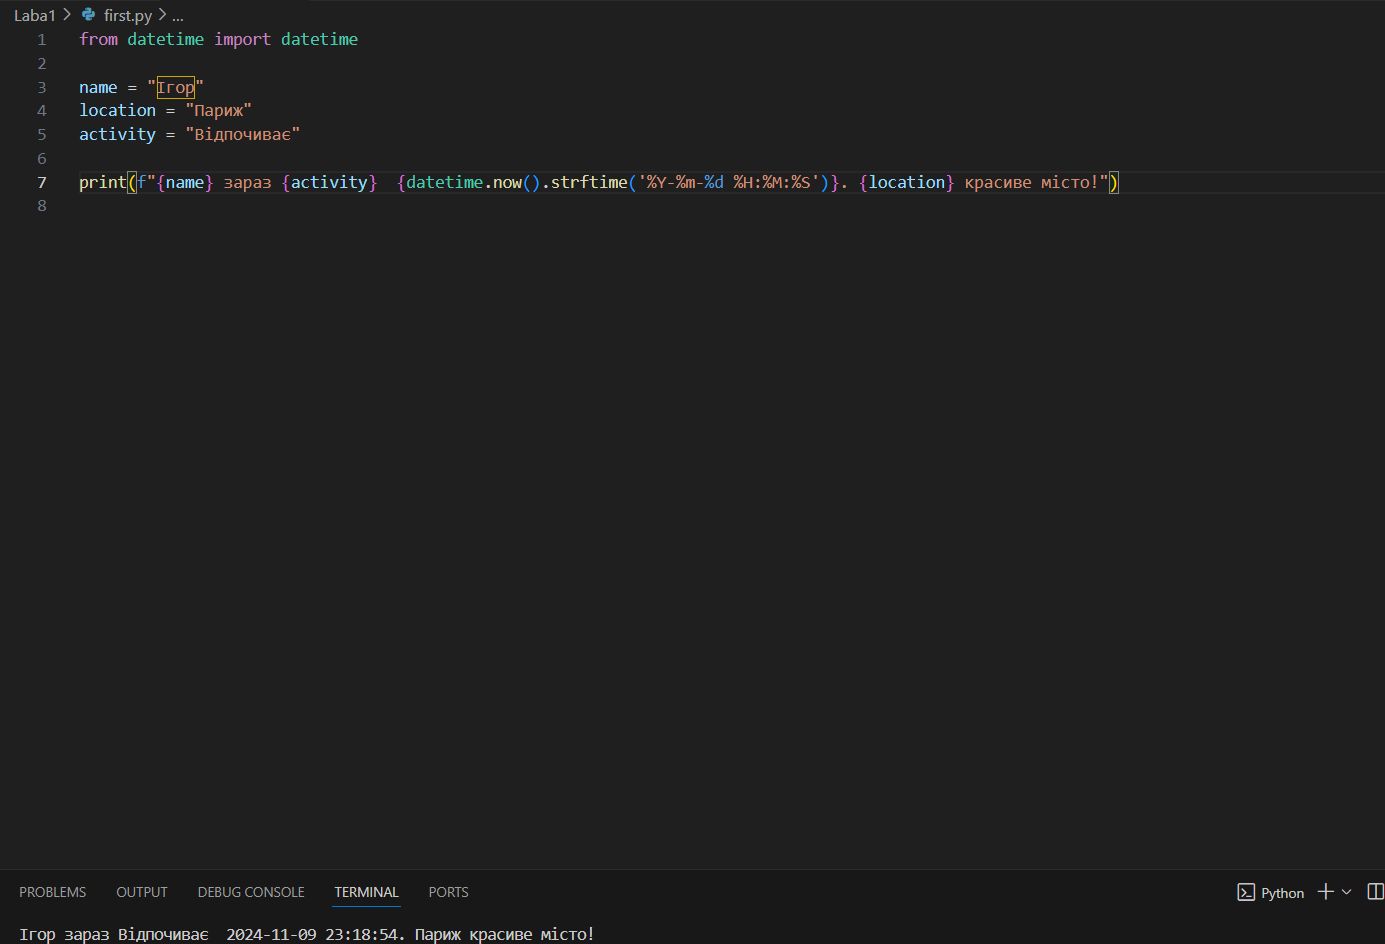 Laba1 > first.py > ...
1 from datetime import datetime
2
3 name = "Ігор"
4 location = "Париж"
5 activity = "Відпочиває"
6
7 print(f"{name} зараз {activity}  {datetime.now().strftime('%Y-%m-%d %H:%M:%S')}. {location} красиве місто!")
8
PROBLEMS OUTPUT DEBUG CONSOLE TERMINAL PORTS Python
Ігор зараз Відпочиває  2024-11-09 23:18:54. Париж красиве місто!